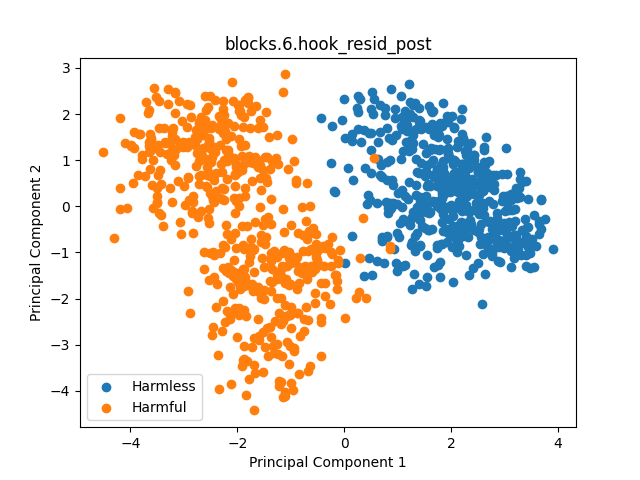 blocks.6.hook_resid_post
3
2
1
0
−1
−2
−3
−4
Principal Component 2
Harmless
Harmful
−4
−2
0
2
4
Principal Component 1